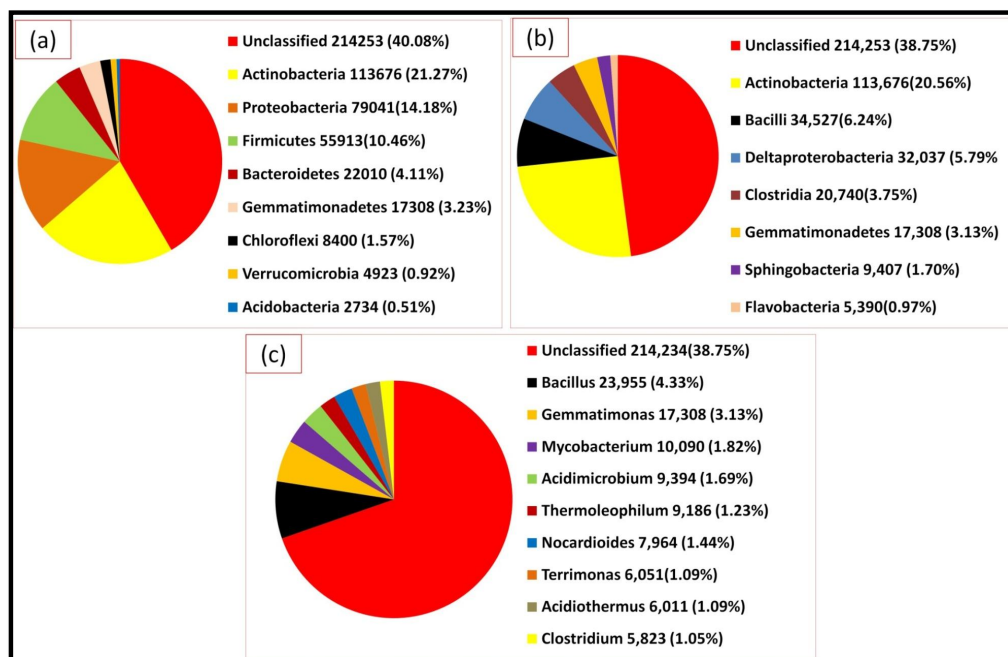 (a)
Unclassified 214253 (40.08%)
Actinobacteria 113676 (21.27%)
Proteobacteria 79041(14.18%)
Firmicutes 55913(10.46%)
Bacteroidetes 22010 (4.11%)
Gemmatimonadetes 17308 (3.23%)
Chloroflexi 8400 (1.57%)
Verrucomicrobia 4923 (0.92%)
Acidobacteria 2734 (0.51%)
(b)
Unclassified 214,253 (38.75%)
Actinobacteria 113,676(20.56%)
Bacilli 34,527(6.24%)
Deltaproterobacteria 32,037 (5.79%
Clostridia 20,740(3.75%)
Gemmatimonadetes 17,308 (3.13%)
Sphingobacteria 9,407 (1.70%)
Flavobacteria 5,390(0.97%)
(c)
Unclassified 214,234(38.75%)
Bacillus 23,955 (4.33%)
Gemmatimonas 17,308 (3.13%)
Mycobacterium 10,090 (1.82%)
Acidimicrobium 9,394 (1.69%)
Thermoleophilum 9,186 (1.23%)
Nocardioides 7,964 (1.44%)
Terrimonas 6,051(1.09%)
Acidiothermus 6,011 (1.09%)
Clostridium 5,823 (1.05%)